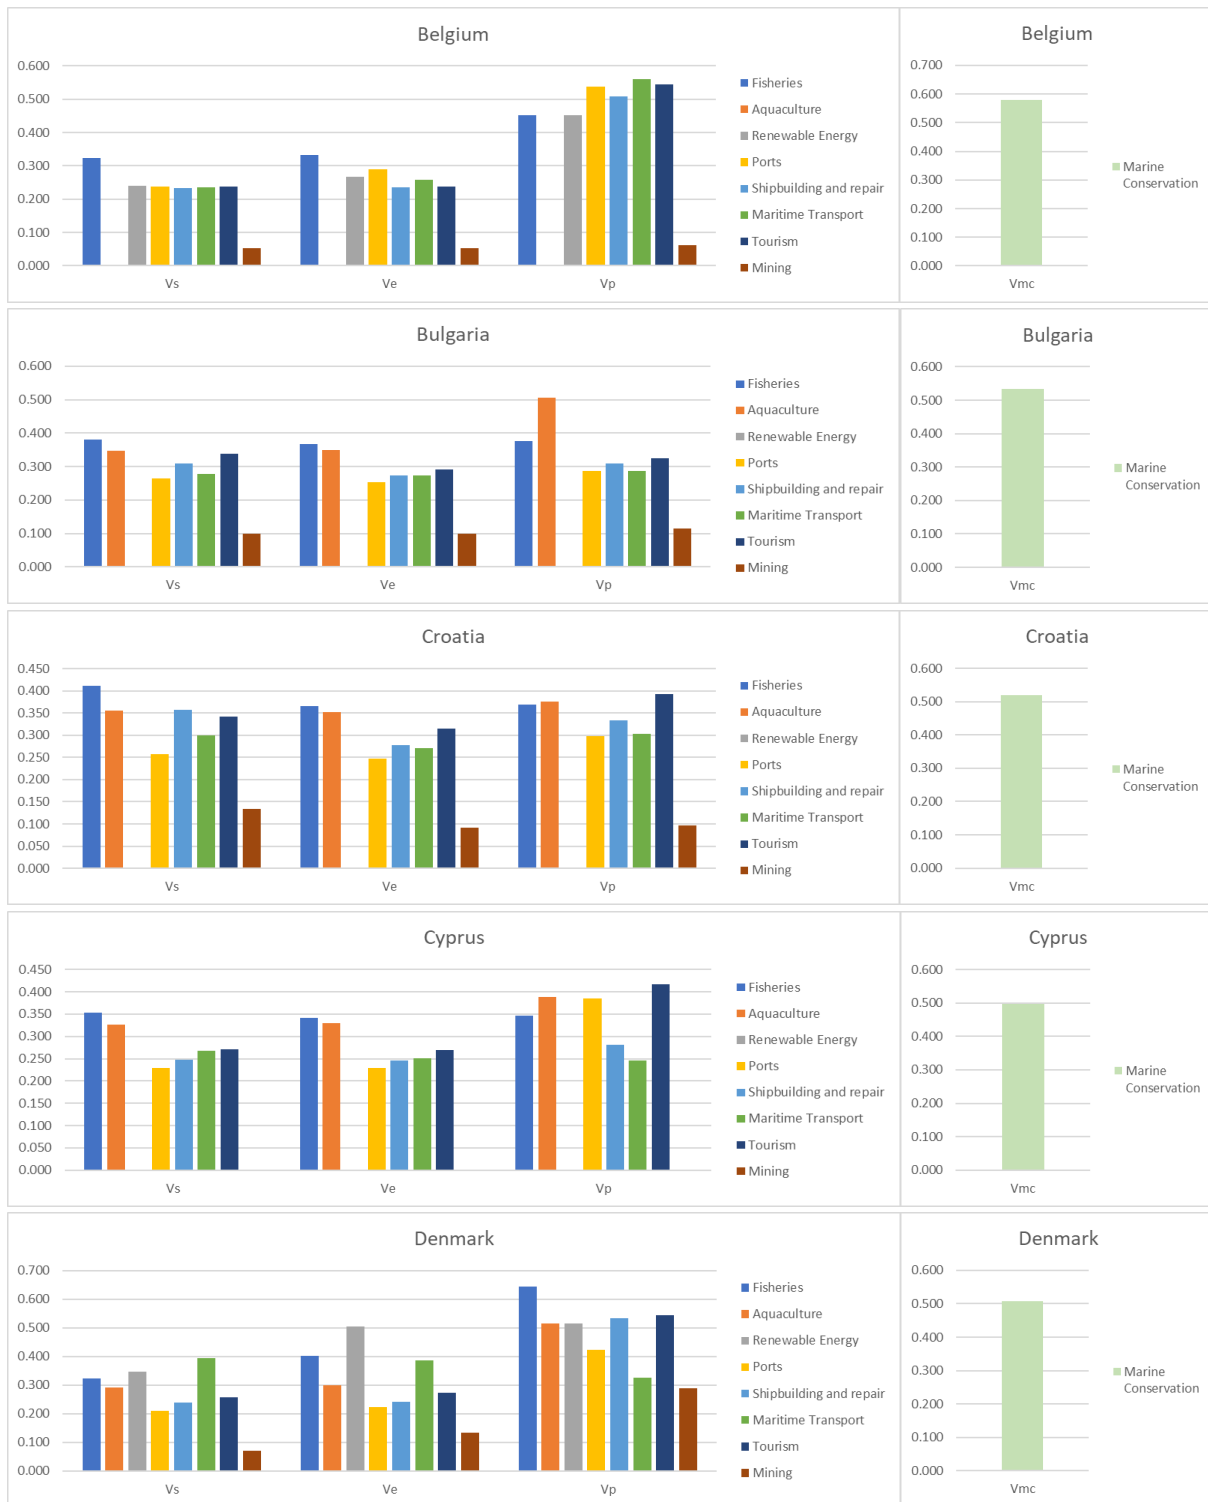 Belgium
0.600
0.500
0.400
0.300
0.200
0.100
0.000
Vs
Ve
Vp
Fisheries
Aquaculture
Renewable Energy
Ports
Shipbuilding and repair
Maritime Transport
Tourism
Mining
Belgium
0.700
0.600
0.500
0.400
0.300
0.200
0.100
0.000
Vmc
Marine
Conservation
Bulgaria
0.600
0.500
0.400
0.300
0.200
0.100
0.000
Vs
Ve
Vp
Fisheries
Aquaculture
Renewable Energy
Ports
Shipbuilding and repair
Maritime Transport
Tourism
Mining
Bulgaria
0.600
0.500
0.400
0.300
0.200
0.100
0.000
Vmc
Marine
Conservation
Croatia
0.450
0.400
0.350
0.300
0.250
0.200
0.150
0.100
0.050
0.000
Vs
Ve
Vp
Fisheries
Aquaculture
Renewable Energy
Ports
Shipbuilding and repair
Maritime Transport
Tourism
Mining
Croatia
0.600
0.500
0.400
0.300
0.200
0.100
0.000
Vmc
Marine
Conservation
Cyprus
0.450
0.400
0.350
0.300
0.250
0.200
0.150
0.100
0.050
0.000
Vs
Ve
Vp
Fisheries
Aquaculture
Renewable Energy
Ports
Shipbuilding and repair
Maritime Transport
Tourism
Mining
Cyprus
0.600
0.500
0.400
0.300
0.200
0.100
0.000
Vmc
Marine
Conservation
Denmark
0.700
0.600
0.500
0.400
0.300
0.200
0.100
0.000
Vs
Ve
Vp
Fisheries
Aquaculture
Renewable Energy
Ports
Shipbuilding and repair
Maritime Transport
Tourism
Mining
Denmark
0.600
0.500
0.400
0.300
0.200
0.100
0.000
Vmc
Marine
Conservation